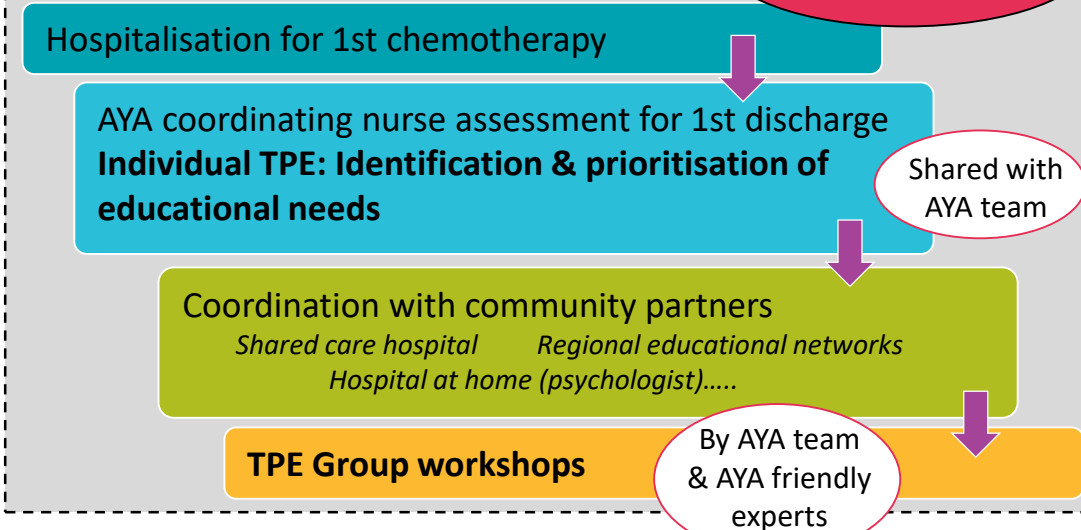 Hospitalisation for 1st chemotherapy
AYA coordinating nurse assessment for 1st discharge
Individual TPE: Identification & prioritisation of
educational needs
Shared with
AYA team
Coordination with community partners
Shared care hospital Regional educational networks
Hospital at home (psychologist).....
TPE Group workshops
By AYA team
& AYA friendly
experts